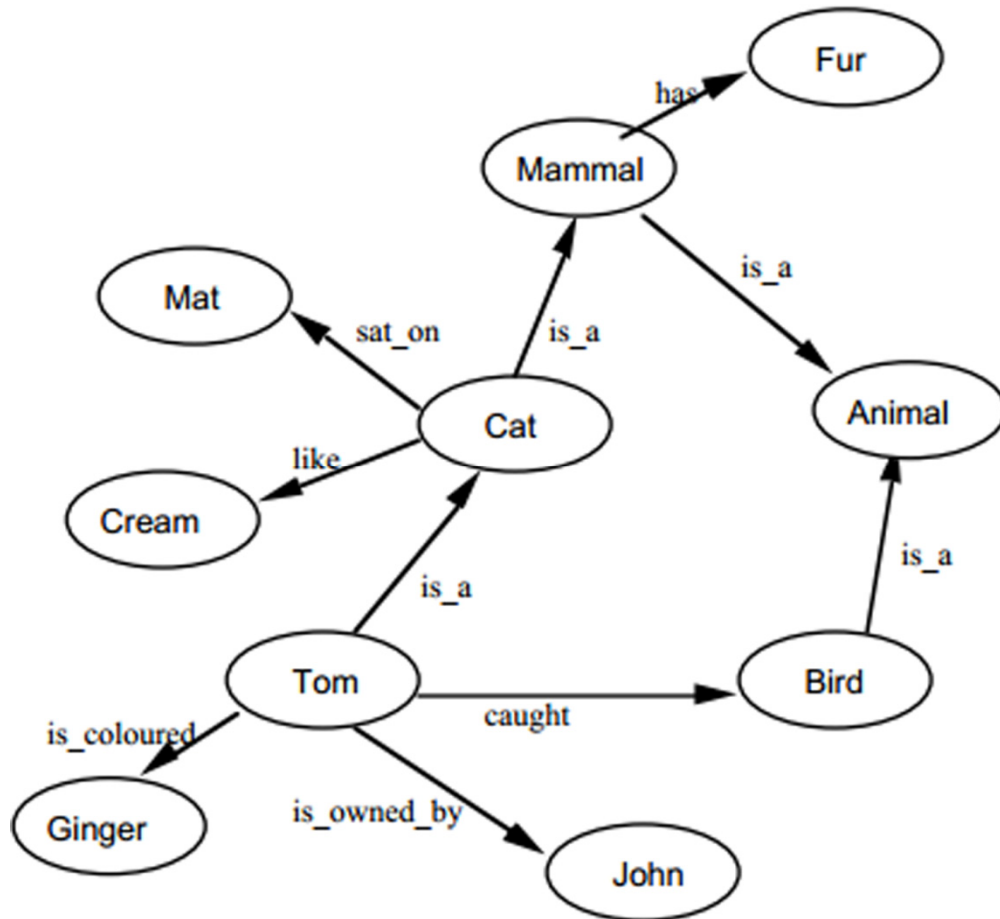 Fur
has
Mammal
is_a
Mat
sat_on
is_a
Animal
Cat
like
Cream
is_a
is_a
Tom
Bird
caught
is_coloured
is_owned_by
Ginger
John